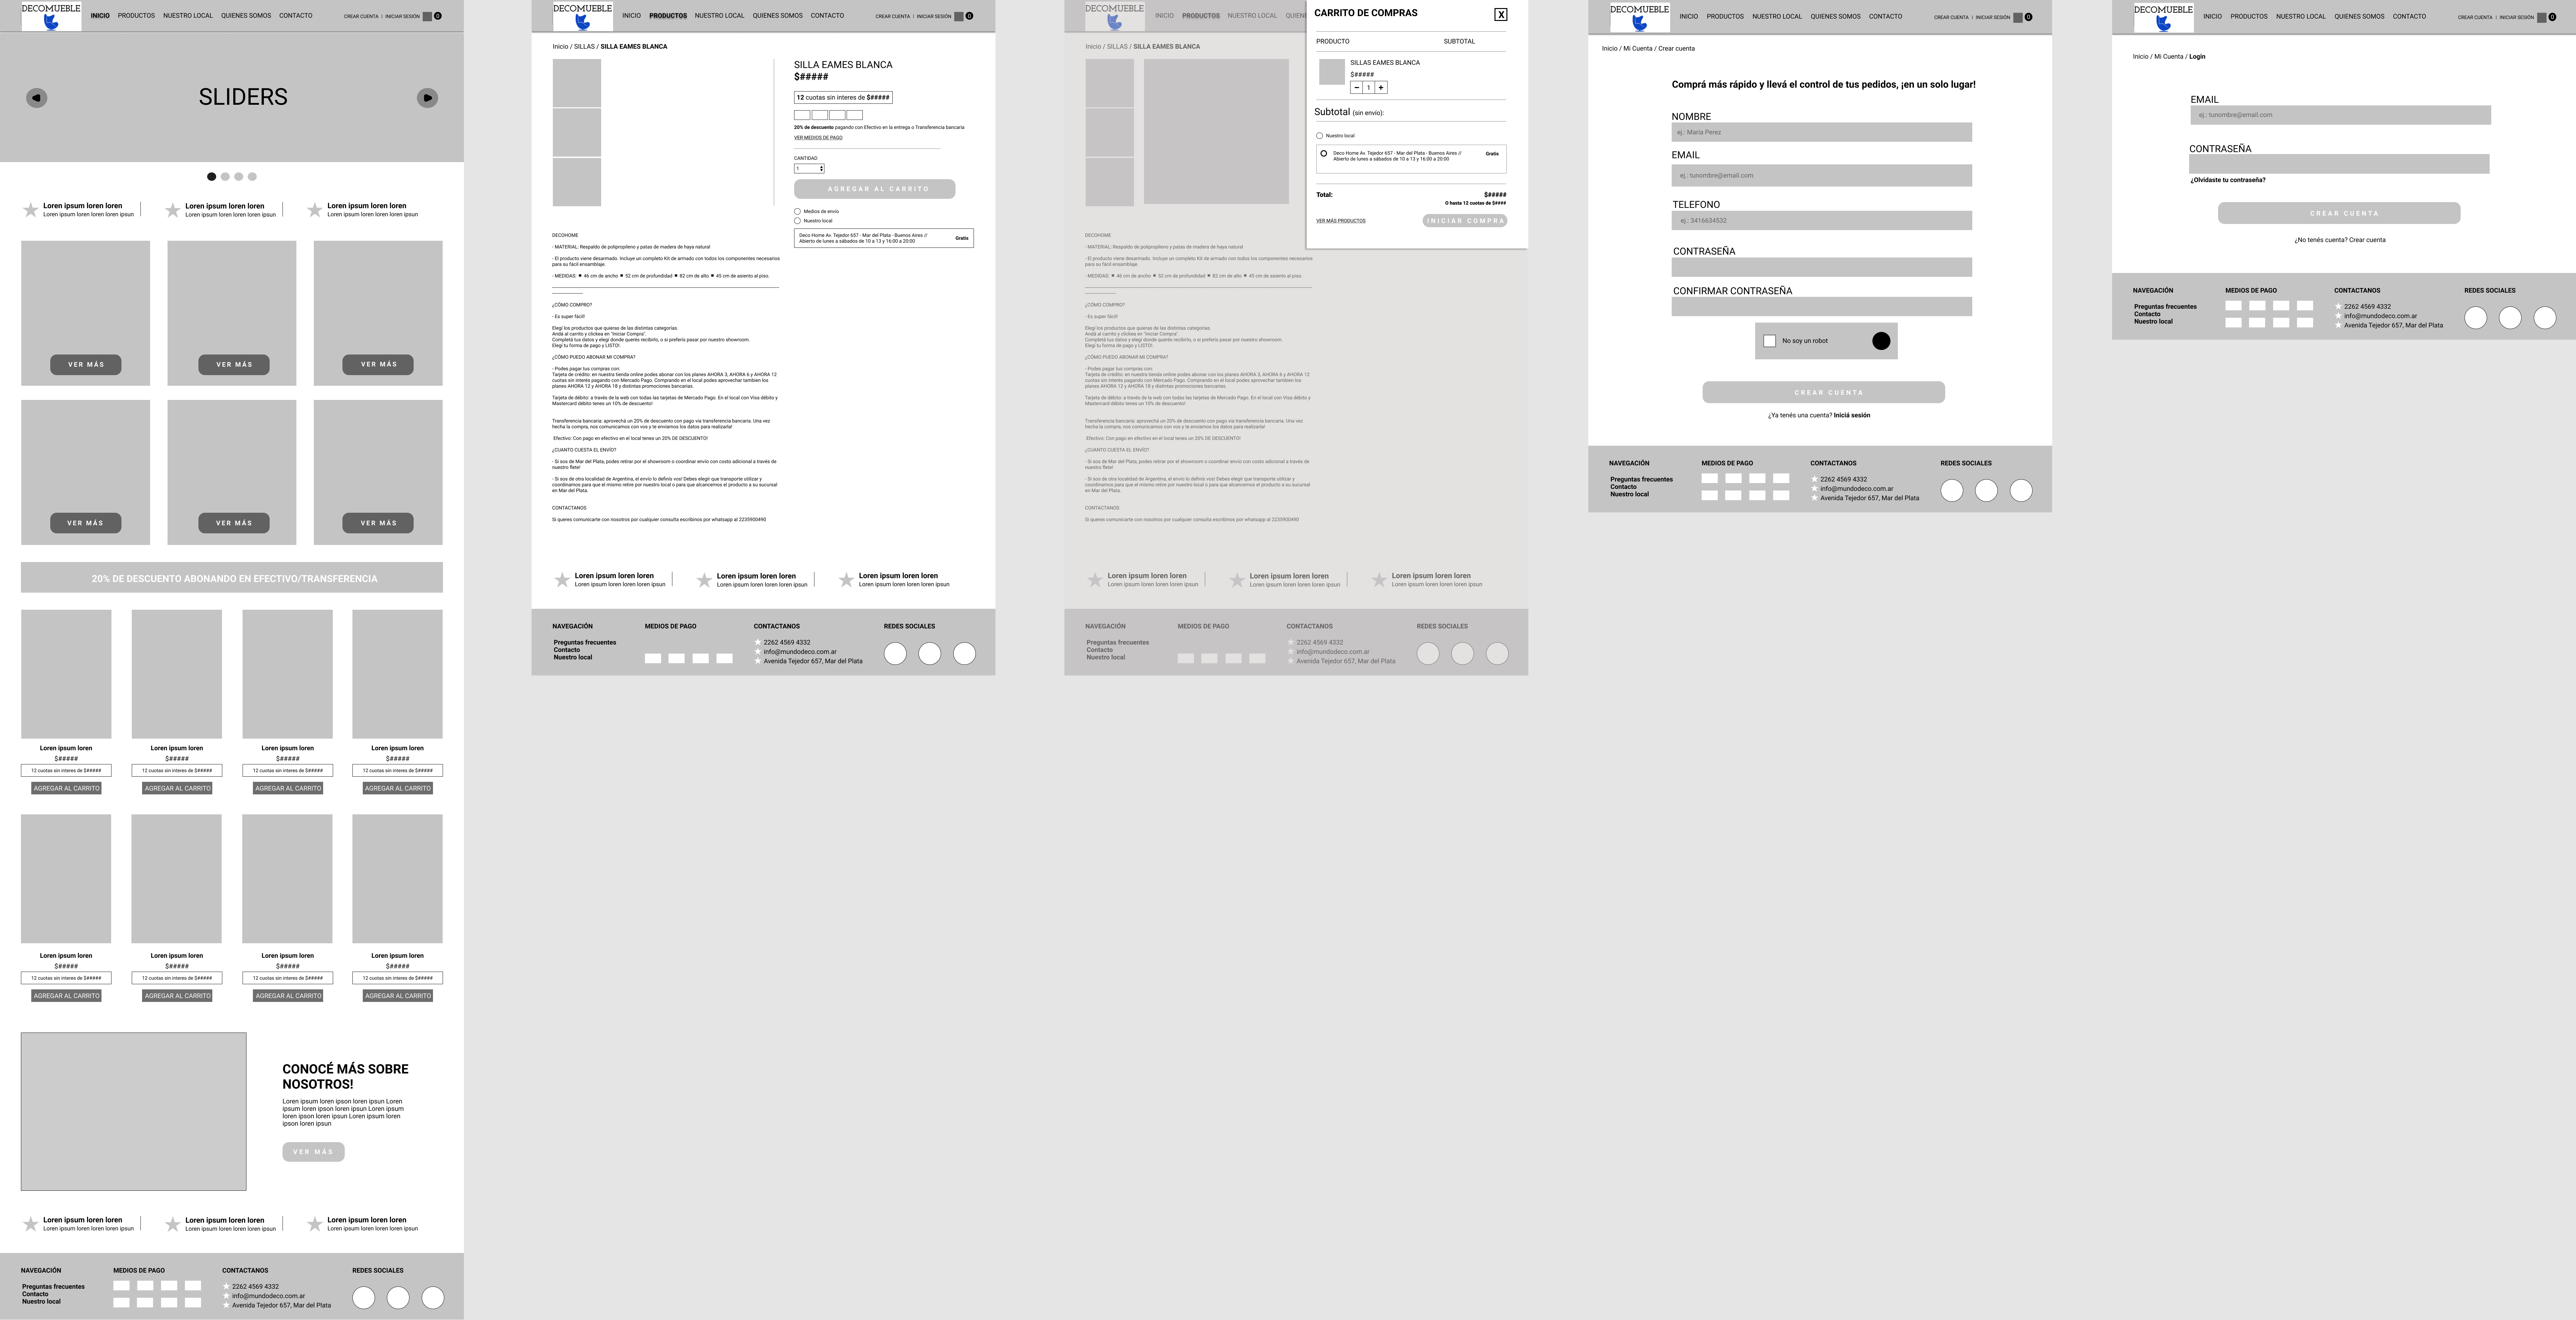 DECOMUEBLE
INICIO PRODUCTOS NUESTRO LOCAL QUIENES SOMOS CONTACTO
CREAR CUENTA | INICIAR SESIÓN 0
SLIDERS
Loren ipsum loren loren Loren ipsum loren loren Loren ipsum loren loren
Loren ipsum loren loren loren ipsun Loren ipsum loren loren loren ipsun Loren ipsum loren loren loren ipsun
VER MÁS VER MÁS VER MÁS
VER MÁS VER MÁS VER MÁS
20% DE DESCUENTO ABONANDO EN EFECTIVO/TRANSFERENCIA
Loren ipsum loren Loren ipsum loren Loren ipsum loren Loren ipsum loren
$##### $##### $##### $#####
12 cuotas sin interes de $##### 12 cuotas sin interes de $##### 12 cuotas sin interes de $##### 12 cuotas sin interes de $#####
AGREGAR AL CARRITO AGREGAR AL CARRITO AGREGAR AL CARRITO AGREGAR AL CARRITO
Loren ipsum loren Loren ipsum loren Loren ipsum loren Loren ipsum loren
$##### $##### $##### $#####
12 cuotas sin interes de $##### 12 cuotas sin interes de $##### 12 cuotas sin interes de $##### 12 cuotas sin interes de $#####
AGREGAR AL CARRITO AGREGAR AL CARRITO AGREGAR AL CARRITO AGREGAR AL CARRITO
CONOCÉ MÁS SOBRE
NOSOTROS!
Loren ipsum loren ipson loren ipsun Loren
ipsum loren ipson loren ipsun Loren ipsum
loren ipson loren ipsun Loren ipsum loren
ipson loren ipsun
VER MÁS
Loren ipsum loren loren Loren ipsum loren loren Loren ipsum loren loren
Loren ipsum loren loren loren ipsun Loren ipsum loren loren loren ipsun Loren ipsum loren loren loren ipsun
NAVEGACIÓN MEDIOS DE PAGO CONTACTANOS REDES SOCIALES
Preguntas frecuentes 2262 4569 4332
Contacto info@mundodeco.com.ar
Nuestro local Avenida Tejedor 657, Mar del Plata
DECOMUEBLE
INICIO PRODUCTOS NUESTRO LOCAL QUIENES SOMOS CONTACTO
CREAR CUENTA | INICIAR SESIÓN 0
Inicio / SILLAS / SILLA EAMES BLANCA
SILLA EAMES BLANCA
$#####
12 cuotas sin interes de $#####
20% de descuento pagando con Efectivo en la entrega o Transferencia bancaria
VER MEDIOS DE PAGO
CANTIDAD
1
AGREGAR AL CARRITO
Medios de envío
Nuestro local
Deco Home Av. Tejedor 657 - Mar del Plata - Buenos Aires //
Abierto de lunes a sábados de 10 a 13 y 16:00 a 20:00 Gratis
DECOHOME
- MATERIAL: Respaldo de polipropileno y patas de madera de haya natural
- El producto viene desarmado. Incluye un completo Kit de armado con todos los componentes necesarios
para su fácil ensamblaje.
- MEDIDAS: ▪ 46 cm de ancho ▪ 52 cm de profundidad ▪ 82 cm de alto ▪ 45 cm de asiento al piso.
¿CÓMO COMPRO?
- Es super fácil!
Elegí los productos que quieras de las distintas categorías.
Andá al carrito y clickea en "Iniciar Compra".
Completá tus datos y elegí donde querés recibirlo, o si prefería pasar por nuestro showroom.
Elegí tu forma de pago y LISTO!.
¿CÓMO PUEDO ABONAR MI COMPRA?
- Podes pagar tus compras con:
Tarjeta de crédito: en nuestra tienda online podes abonar con los planes AHORA 3, AHORA 6 y AHORA 12
cuotas sin interés pagando con Mercado Pago. Comprando en el local podes aprovechar tambien los
planes AHORA 12 y AHORA 18 y distintas promociones bancarias.
Tarjeta de débito: a través de la web con todas las tarjetas de Mercado Pago. En el local con Visa débito y
Mastercard débito tenes un 10% de descuento!
Transferencia bancaria: aprovechá un 20% de descuento con pago via transferencia bancaria. Una vez
hecha la compra, nos comunicamos con vos y te enviamos los datos para realizarla!
Efectivo: Con pago en efectivo en el local tenes un 20% DE DESCUENTO!
¿CUANTO CUESTA EL ENVÍO?
- Si sos de Mar del Plata, podes retirar por el showroom o coordinar envío con costo adicional a través de
nuestro flete!
- Si sos de otra localidad de Argentina, el envío lo definís vos! Debes elegir que transporte utilizar y
coordinamos para que el mismo retire por nuestro local o para que alcancemos el producto a su sucursal
en Mar del Plata.
CONTACTANOS
Si queres comunicarte con nosotros por cualquier consulta escribinos por whatsapp al 2235900490
Loren ipsum loren loren Loren ipsum loren loren Loren ipsum loren loren
Loren ipsum loren loren loren ipsun Loren ipsum loren loren loren ipsun Loren ipsum loren loren loren ipsun
NAVEGACIÓN MEDIOS DE PAGO CONTACTANOS REDES SOCIALES
Preguntas frecuentes 2262 4569 4332
Contacto info@mundodeco.com.ar
Nuestro local Avenida Tejedor 657, Mar del Plata
DECOMUEBLE
INICIO PRODUCTOS NUESTRO LOCAL QUIEN
Inicio / SILLAS / SILLA EAMES BLANCA
CARRITO DE COMPRAS X
PRODUCTO SUBTOTAL
SILLAS EAMES BLANCA
$#####
- 1 +
Subtotal (sin envío):
Nuestro local
Deco Home Av. Tejedor 657 - Mar del Plata - Buenos Aires //
Abierto de lunes a sábados de 10 a 13 y 16:00 a 20:00 Gratis
Total: $#####
O hasta 12 cuotas de $####
VER MÁS PRODUCTOS INICIAR COMPRA
DECOHOME
- MATERIAL: Respaldo de polipropileno y patas de madera de haya natural
- El producto viene desarmado. Incluye un completo Kit de armado con todos los componentes necesarios
para su fácil ensamblaje.
- MEDIDAS: ▪ 46 cm de ancho ▪ 52 cm de profundidad ▪ 82 cm de alto ▪ 45 cm de asiento al piso.
¿CÓMO COMPRO?
- Es super fácil!
Elegí los productos que quieras de las distintas categorías.
Andá al carrito y clickea en "Iniciar Compra".
Completá tus datos y elegí donde querés recibirlo, o si prefería pasar por nuestro showroom.
Elegí tu forma de pago y LISTO!.
¿CÓMO PUEDO ABONAR MI COMPRA?
- Podes pagar tus compras con:
Tarjeta de crédito: en nuestra tienda online podes abonar con los planes AHORA 3, AHORA 6 y AHORA 12
cuotas sin interés pagando con Mercado Pago. Comprando en el local podes aprovechar tambien los
planes AHORA 12 y AHORA 18 y distintas promociones bancarias.
Tarjeta de débito: a través de la web con todas las tarjetas de Mercado Pago. En el local con Visa débito y
Mastercard débito tenes un 10% de descuento!
Transferencia bancaria: aprovechá un 20% de descuento con pago via transferencia bancaria. Una vez
hecha la compra, nos comunicamos con vos y te enviamos los datos para realizarla!
Efectivo: Con pago en efectivo en el local tenes un 20% DE DESCUENTO!
¿CUANTO CUESTA EL ENVÍO?
- Si sos de Mar del Plata, podes retirar por el showroom o coordinar envío con costo adicional a través de
nuestro flete!
- Si sos de otra localidad de Argentina, el envío lo definís vos! Debes elegir que transporte utilizar y
coordinamos para que el mismo retire por nuestro local o para que alcancemos el producto a su sucursal
en Mar del Plata.
CONTACTANOS
Si queres comunicarte con nosotros por cualquier consulta escribinos por whatsapp al 2235900490
Loren ipsum loren loren Loren ipsum loren loren Loren ipsum loren loren
Loren ipsum loren loren loren ipsun Loren ipsum loren loren loren ipsun Loren ipsum loren loren loren ipsun
NAVEGACIÓN MEDIOS DE PAGO CONTACTANOS REDES SOCIALES
Preguntas frecuentes 2262 4569 4332
Contacto info@mundodeco.com.ar
Nuestro local Avenida Tejedor 657, Mar del Plata
DECOMUEBLE
INICIO PRODUCTOS NUESTRO LOCAL QUIENES SOMOS CONTACTO
CREAR CUENTA | INICIAR SESIÓN 0
Inicio / Mi Cuenta / Crear cuenta
Comprá más rápido y llevá el control de tus pedidos, ¡en un solo lugar!
NOMBRE
ej.: María Perez
EMAIL
ej.: tunombre@email.com
TELEFONO
ej.: 3416634532
CONTRASEÑA
CONFIRMAR CONTRASEÑA
No soy un robot
CREAR CUENTA
¿Ya tenés una cuenta? Iniciá sesión
NAVEGACIÓN MEDIOS DE PAGO CONTACTANOS REDES SOCIALES
Preguntas frecuentes 2262 4569 4332
Contacto info@mundodeco.com.ar
Nuestro local Avenida Tejedor 657, Mar del Plata
DECOMUEBLE
INICIO PRODUCTOS NUESTRO LOCAL QUIENES SOMOS CONTACTO
CREAR CUENTA | INICIAR SESIÓN 0
Inicio / Mi Cuenta / Login
EMAIL
ej.: tunombre@email.com
CONTRASEÑA
¿Olvidaste tu contraseña?
CREAR CUENTA
¿No tenés cuenta? Crear cuenta
NAVEGACIÓN MEDIOS DE PAGO CONTACTANOS REDES SOCIALES
Preguntas frecuentes 2262 4569 4332
Contacto info@mundodeco.com.ar
Nuestro local Avenida Tejedor 657, Mar del Plata